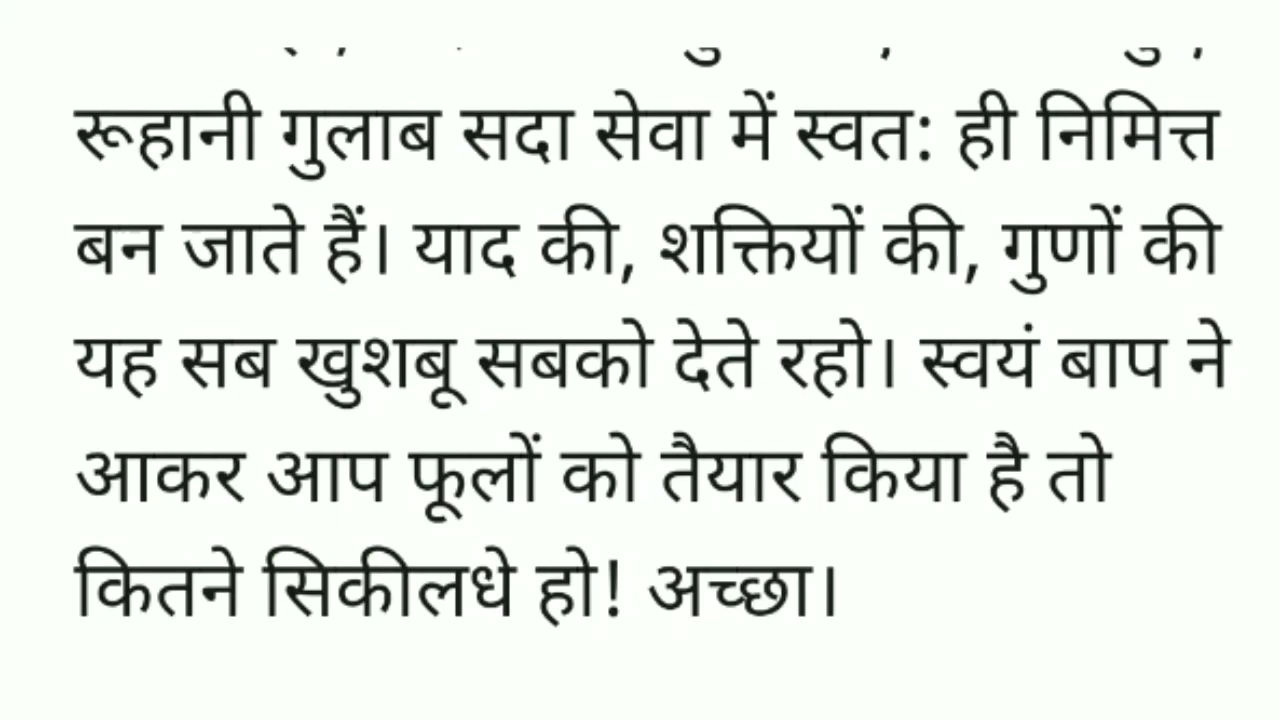 रूहानी गुलाब सदा सेवा में स्वत: ही निमित्त
बन जाते हैं। याद की, शक्तियों की, गुणों की
यह सब खुशबू सबको देते रहो। स्वयं बाप ने
आकर आप फूलों को तैयार किया है तो
कितने सिकीलधे हो! अच्छा।